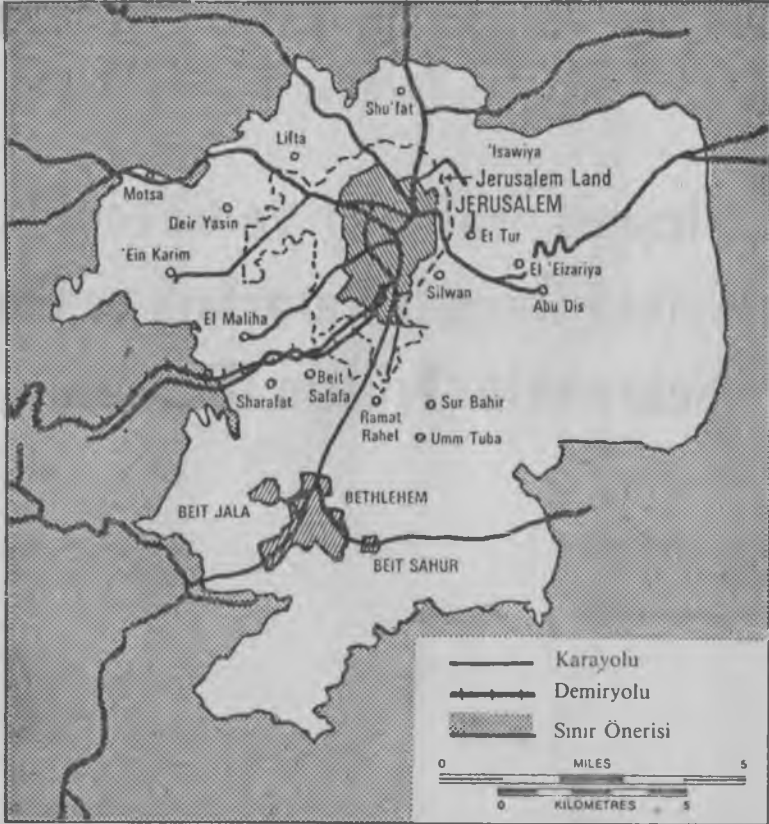 Shu'fat
Lifta
'Isawiya
Motsa
Jerusalem Land
JERUSALEM
Deir Yasin
Et Tur
'Ein Karim
El 'Eizariya
Silwan
Abu Dis
El Maliha
Beit
Safafa
Sharafat
Ramat
Rahel
Sur Bahir
Umm Tuba
BETHLEHEM
BEIT JALA
BEIT SAHUR
Karayolu
Demiryolu
Sınır Önerisi
0 MILES 5
0 KILOMETRES 5